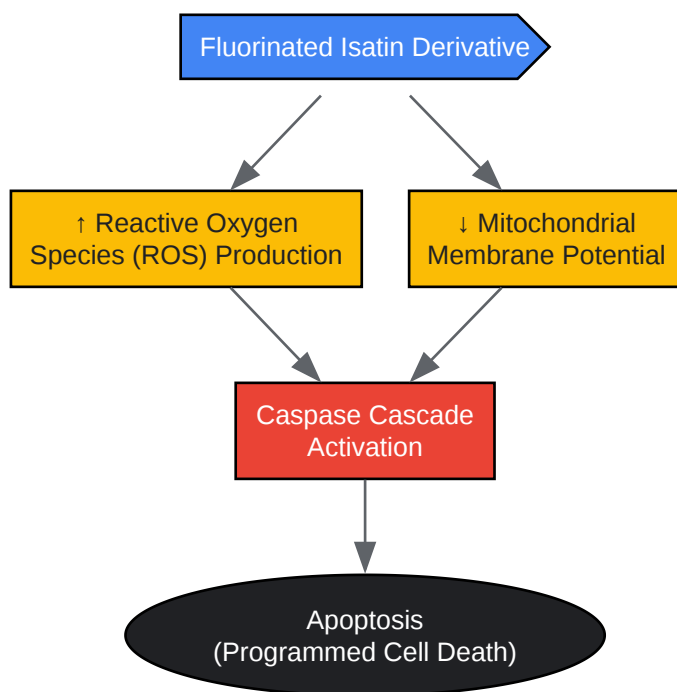 Fluorinated Isatin Derivative
↑ Reactive Oxygen
Species (ROS) Production
↓ Mitochondrial
Membrane Potential
Caspase Cascade
Activation
Apoptosis
(Programmed Cell Death)